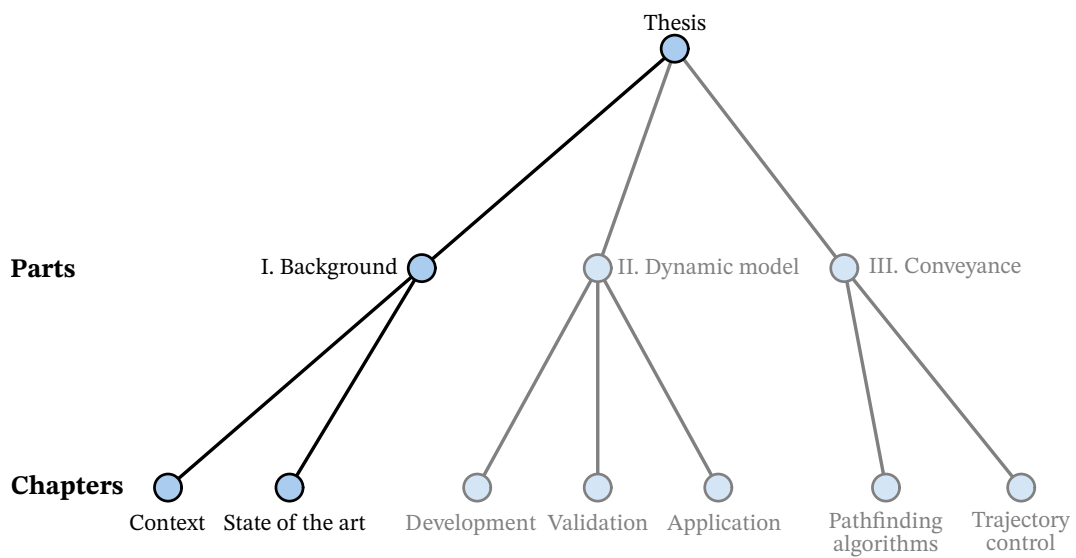 Thesis
Parts
I. Background
II. Dynamic model
III. Conveyance
Chapters
Context
State of the art
Development
Validation
Application
Pathfinding
algorithms
Trajectory
control